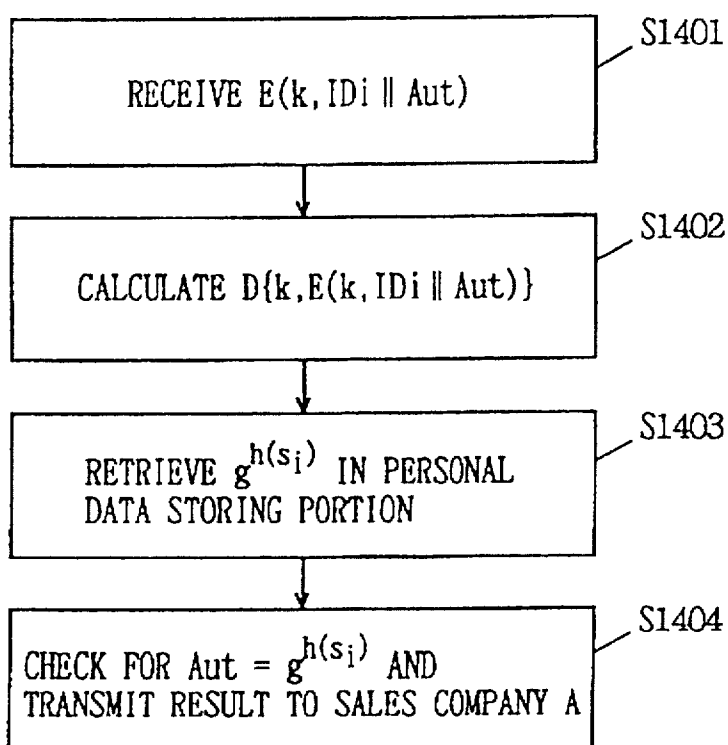 S1401
RECEIVE E(k, IDi ‖ Aut)
S1402
CALCULATE D{k, E(k, IDi ‖ Aut)}
S1403
RETRIEVE g^h(s_i) IN PERSONAL
DATA STORING PORTION
S1404
CHECK FOR Aut = g^h(s_i) AND
TRANSMIT RESULT TO SALES COMPANY A